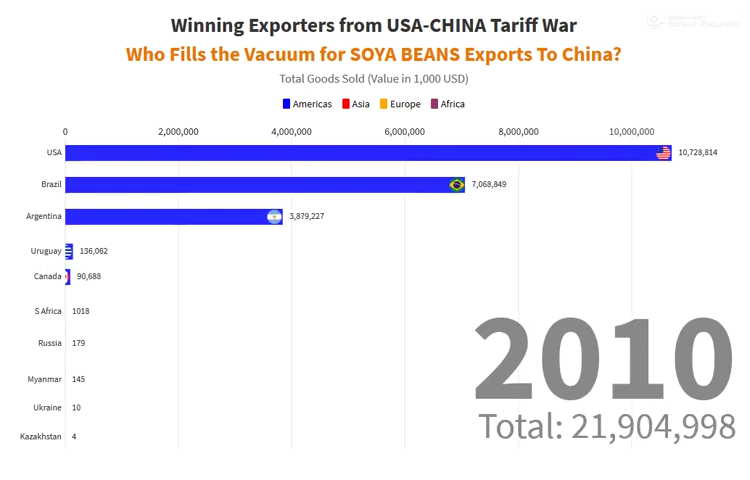 Winning Exporters from USA-CHINA Tariff War
Who Fills the Vacuum for SOYA BEANS Exports To China?
Total Goods Sold (Value in 1,000 USD)
Americas Asia Europe Africa
0 2,000,000 4,000,000 6,000,000 8,000,000 10,000,000
USA 10,728,814
Brazil 7,068,849
Argentina 3,879,227
Uruguay 136,062
Canada 90,688
S Africa 1018
Russia 179
Myanmar 145
Ukraine 10
Kazakhstan 4
2010
Total: 21,904,998